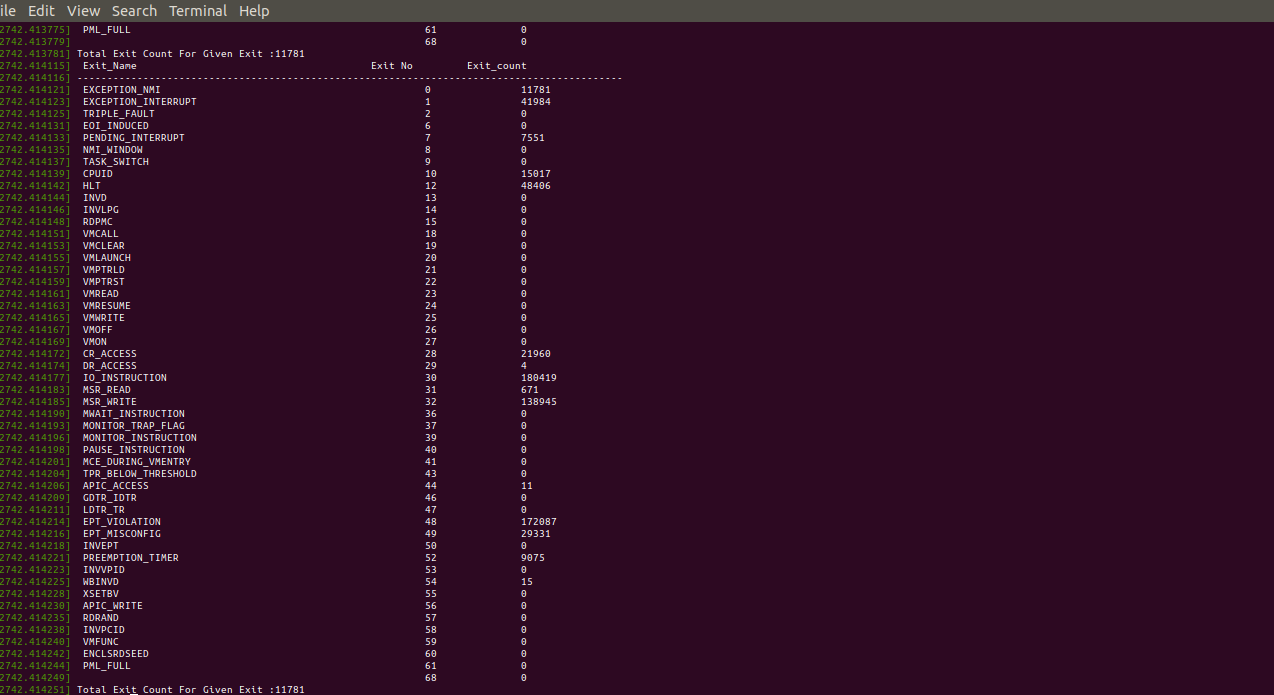 ile Edit View Search Terminal Help
2742.413775] PML_FULL 61 0
2742.413779] 68 0
2742.413781] Total Exit Count For Given Exit :11781
2742.414115] Exit_Name Exit No Exit_count
2742.414116] -------------------------------------------------------------------------------------------
2742.414121] EXCEPTION_NMI 0 11781
2742.414123] EXCEPTION_INTERRUPT 1 41984
2742.414125] TRIPLE_FAULT 2 0
2742.414131] EOI_INDUCED 6 0
2742.414133] PENDING_INTERRUPT 7 7551
2742.414135] NMI_WINDOW 8 0
2742.414137] TASK_SWITCH 9 0
2742.414139] CPUID 10 15017
2742.414142] HLT 12 48406
2742.414144] INVD 13 0
2742.414146] INVLPG 14 0
2742.414148] RDPMC 15 0
2742.414151] VMCALL 18 0
2742.414153] VMCLEAR 19 0
2742.414155] VMLAUNCH 20 0
2742.414157] VMPTRLD 21 0
2742.414159] VMPTRST 22 0
2742.414161] VMREAD 23 0
2742.414163] VMRESUME 24 0
2742.414165] VMWRITE 25 0
2742.414167] VMOFF 26 0
2742.414169] VMON 27 0
2742.414172] CR_ACCESS 28 21960
2742.414174] DR_ACCESS 29 4
2742.414177] IO_INSTRUCTION 30 180419
2742.414183] MSR_READ 31 671
2742.414185] MSR_WRITE 32 138945
2742.414190] MWAIT_INSTRUCTION 36 0
2742.414193] MONITOR_TRAP_FLAG 37 0
2742.414196] MONITOR_INSTRUCTION 39 0
2742.414198] PAUSE_INSTRUCTION 40 0
2742.414201] MCE_DURING_VMENTRY 41 0
2742.414204] TPR_BELOW_THRESHOLD 43 0
2742.414206] APIC_ACCESS 44 11
2742.414209] GDTR_IDTR 46 0
2742.414211] LDTR_TR 47 0
2742.414214] EPT_VIOLATION 48 172087
2742.414216] EPT_MISCONFIG 49 29331
2742.414218] INVEPT 50 0
2742.414221] PREEMPTION_TIMER 52 9075
2742.414223] INVVPID 53 0
2742.414225] WBINVD 54 15
2742.414228] XSETBV 55 0
2742.414230] APIC_WRITE 56 0
2742.414235] RDRAND 57 0
2742.414238] INVPCID 58 0
2742.414240] VMFUNC 59 0
2742.414242] ENCLSRDSEED 60 0
2742.414244] PML_FULL 61 0
2742.414249] 68 0
2742.414251] Total Exit Count For Given Exit :11781